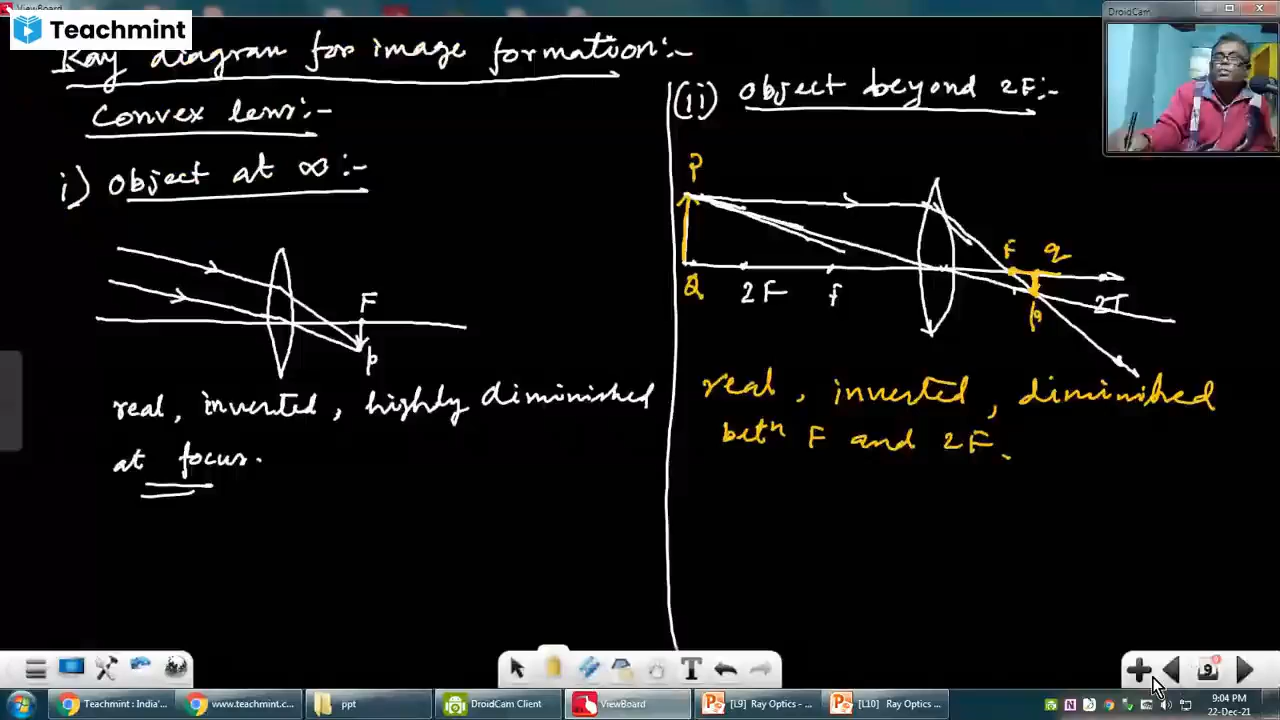 ViewBoard
DroidCam
Teachmint
Ray diagram for image formation:-
Convex lens:-
i) object at ∞:-
F
p
real, inverted, highly diminished
at focus.
(ii) object beyond 2F:-
P
F q
Q 2F f 2F
p
real, inverted, diminished
betn F and 2F.
9
Teachmint : India'...
www.teachmint.c...
ppt
DroidCam Client
ViewBoard
[L9] Ray Optics - ...
[L10] Ray Optics ...
9:04 PM
22-Dec-21